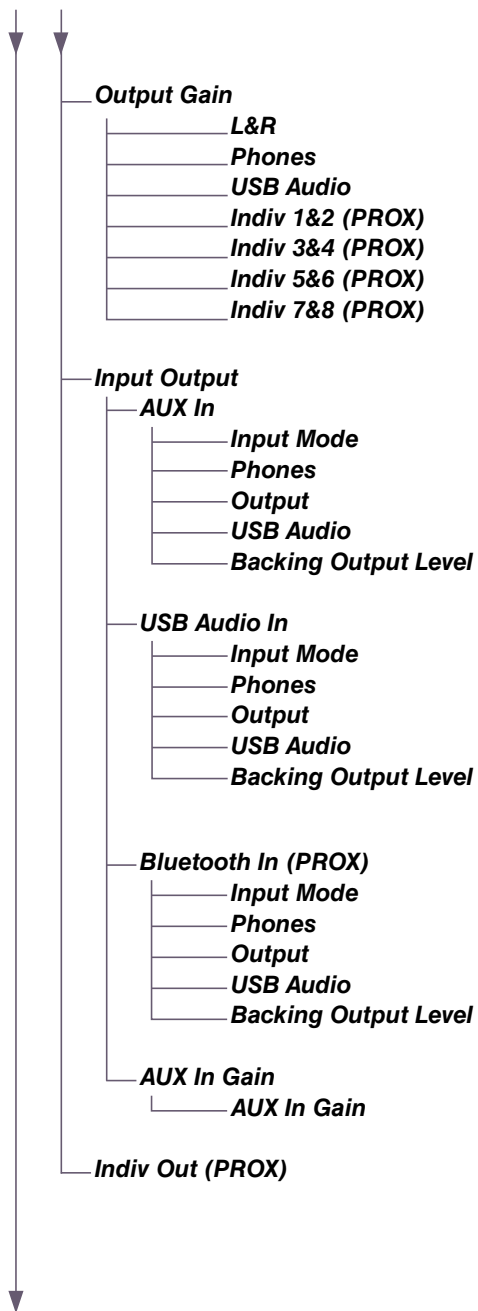 Output Gain
L&R
Phones
USB Audio
Indiv 1&2 (PROX)
Indiv 3&4 (PROX)
Indiv 5&6 (PROX)
Indiv 7&8 (PROX)
Input Output
AUX In
Input Mode
Phones
Output
USB Audio
Backing Output Level
USB Audio In
Input Mode
Phones
Output
USB Audio
Backing Output Level
Bluetooth In (PROX)
Input Mode
Phones
Output
USB Audio
Backing Output Level
AUX In Gain
AUX In Gain
Indiv Out (PROX)